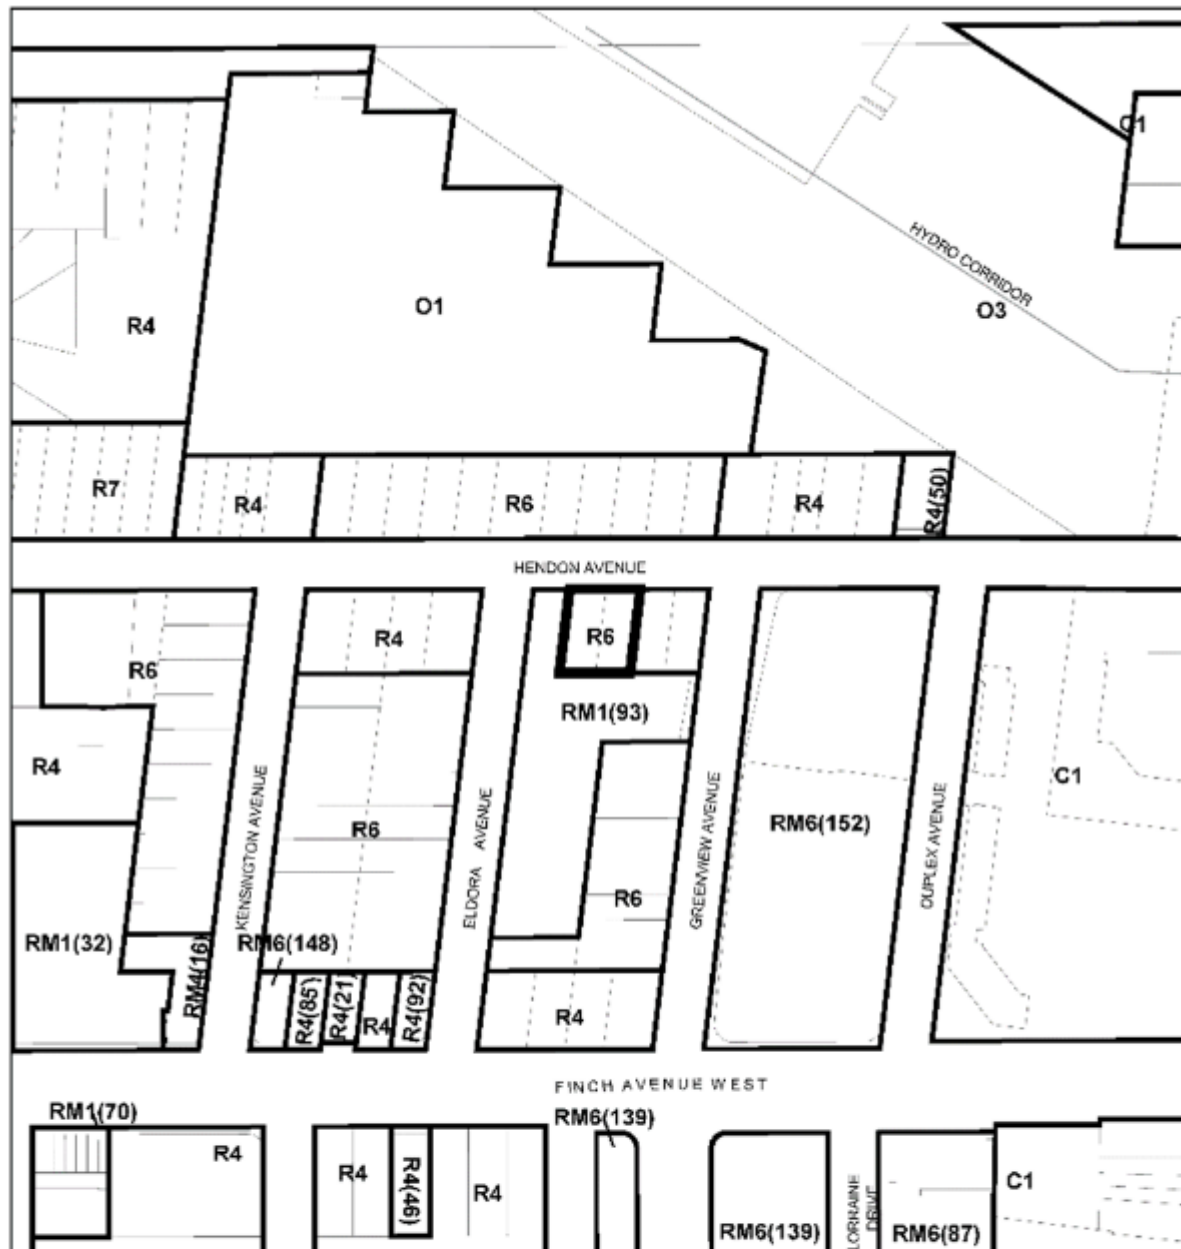 C1
HYDRO CORRIDOR
O3
O1
R4
R7
R4
R6
R4
R4(50)
HENDON AVENUE
R6
R4
R6
RM1(93)
R4
KENSINGTON AVENUE
R6
ELDORA AVENUE
R6
GREENVIEW AVENUE
RM6(152)
DUPLEX AVENUE
C1
RM1(32)
RM4(16)
RM6(148)
R4(85)
R4(21)
R4
R4(92)
R4
FINCH AVENUE WEST
RM1(70)
R4
R4
R4(46)
R4
RM6(139)
RM6(139)
LORRAINE
DRIVE
RM6(87)
C1